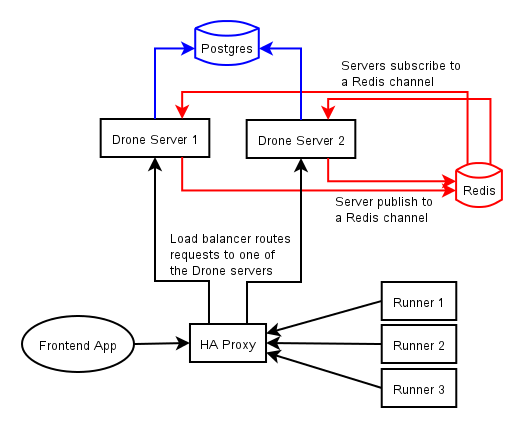 Postgres
Servers subscribe to
a Redis channel
Drone Server 1
Drone Server 2
Redis
Server publish to
a Redis channel
Load balancer routes
requests to one of
the Drone servers
Runner 1
Frontend App
HA Proxy
Runner 2
Runner 3